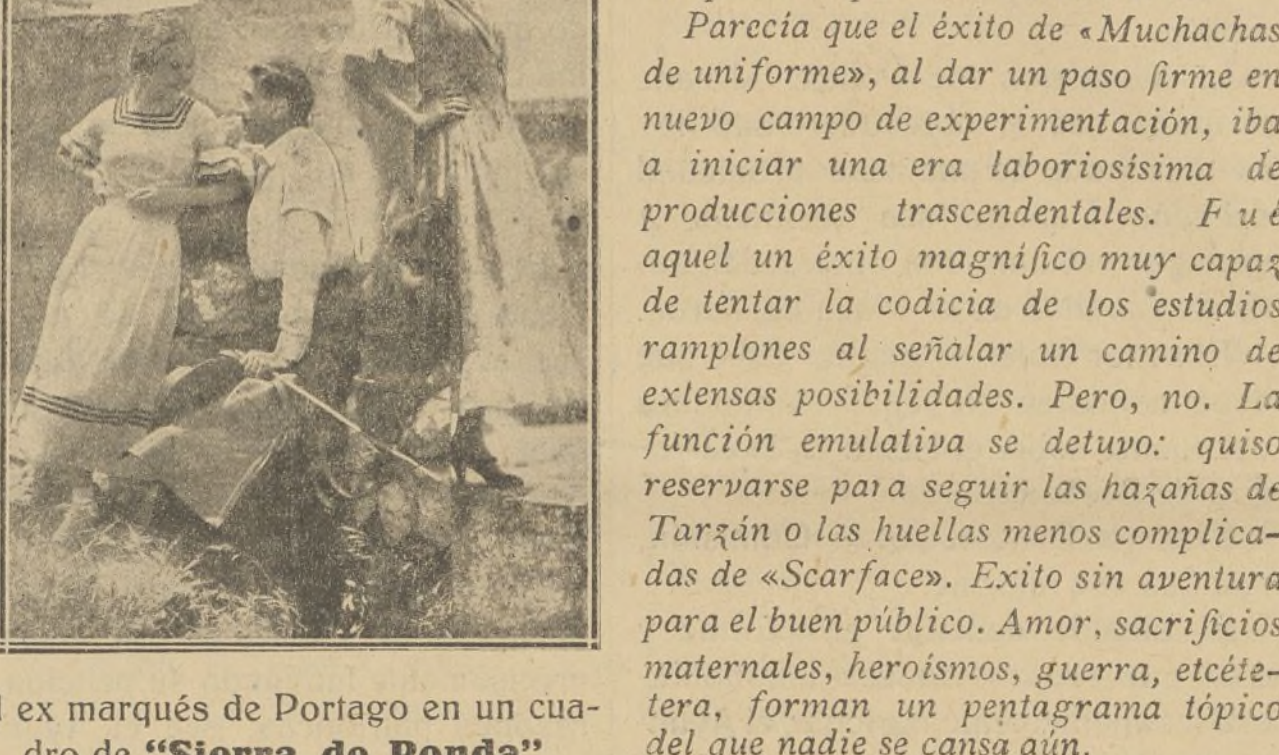 Parecía que el éxito de «Muchachas
de uniforme», al dar un paso firme en
nuevo campo de experimentación, iba
a iniciar una era laboriosísima de
producciones trascendentales. Fué
aquel un éxito magnífico muy capaz
de tentar la codicia de los estudios
ramplones al señalar un camino de
extensas posibilidades. Pero, no. La
función emulativa se detuvo: quiso
reservarse para seguir las hazañas de
Tarzán o las huellas menos complica-
das de «Scarface». Exito sin aventura
para el buen público. Amor, sacrificios
maternales, heroísmos, guerra, etcéte-
tera, forman un pentagrama tópico
del que nadie se cansa aún.
ex marqués de Portago en un cua-
dro de “Sierra de Ronda”